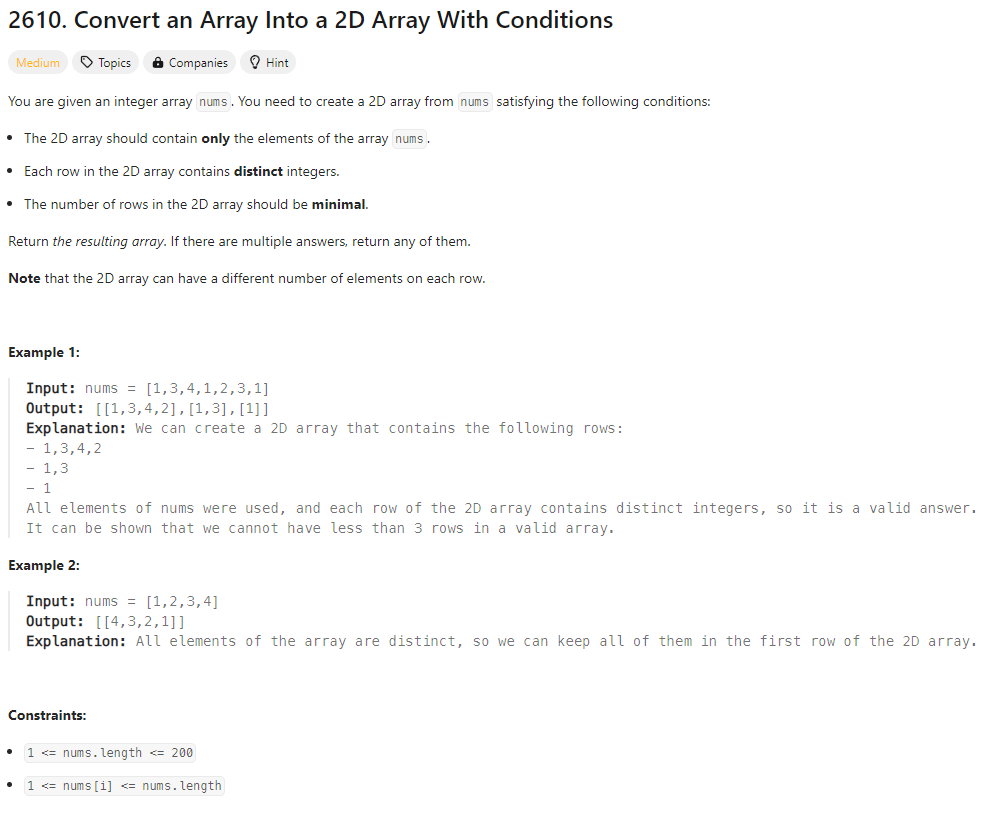 2610. Convert an Array Into a 2D Array With Conditions
Medium Topics Companies Hint
You are given an integer array nums. You need to create a 2D array from nums satisfying the following conditions:
• The 2D array should contain only the elements of the array nums.
• Each row in the 2D array contains distinct integers.
• The number of rows in the 2D array should be minimal.
Return the resulting array. If there are multiple answers, return any of them.
Note that the 2D array can have a different number of elements on each row.
Example 1:
Input: nums = [1,3,4,1,2,3,1]
Output: [[1,3,4,2],[1,3],[1]]
Explanation: We can create a 2D array that contains the following rows:
- 1,3,4,2
- 1,3
- 1
All elements of nums were used, and each row of the 2D array contains distinct integers, so it is a valid answer.
It can be shown that we cannot have less than 3 rows in a valid array.
Example 2:
Input: nums = [1,2,3,4]
Output: [[4,3,2,1]]
Explanation: All elements of the array are distinct, so we can keep all of them in the first row of the 2D array.
Constraints:
• 1 <= nums.length <= 200
• 1 <= nums[i] <= nums.length